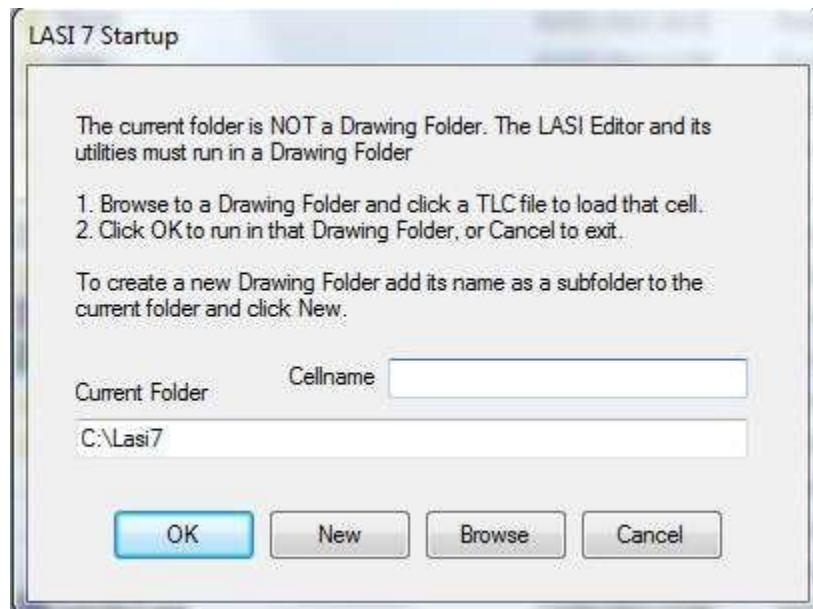 LASI 7 Startup
The current folder is NOT a Drawing Folder. The LASI Editor and its
utilities must run in a Drawing Folder
1. Browse to a Drawing Folder and click a TLC file to load that cell.
2. Click OK to run in that Drawing Folder, or Cancel to exit.
To create a new Drawing Folder add its name as a subfolder to the
current folder and click New.
Cellname
Current Folder
C:\Lasi7
OK New Browse Cancel